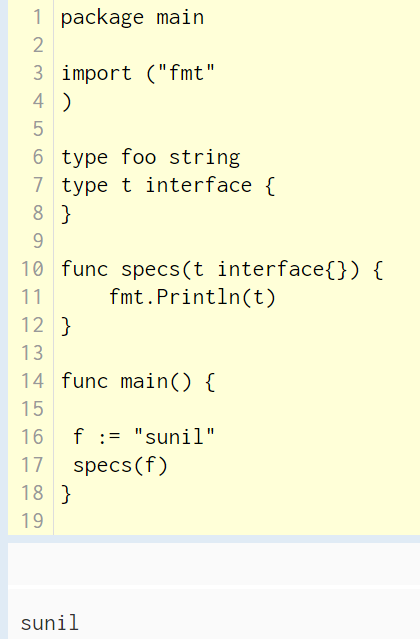 1 package main
2
3 import ("fmt"
4 )
5
6 type foo string
7 type t interface {
8 }
9
10 func specs(t interface{}) {
11     fmt.Println(t)
12 }
13
14 func main() {
15
16  f := "sunil"
17  specs(f)
18 }
19
sunil